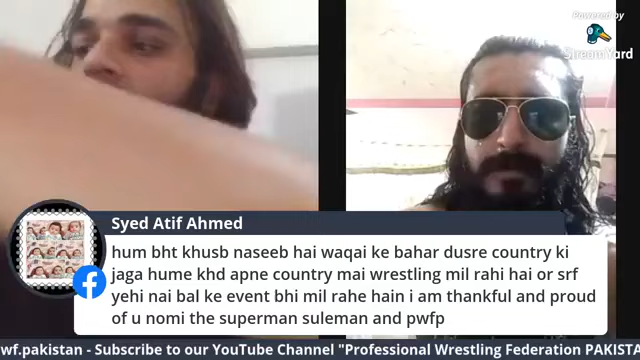 Powered by
StreamYard
Syed Atif Ahmed
hum bht khusb naseeb hai waqai ke bahar dusre country ki
jaga hume khd apne country mai wrestling mil rahi hai or srf
yehi nai bal ke event bhi mil rahe hain i am thankful and proud
of u nomi the superman suleman and pwfp
wf.pakistan - Subscribe to our YouTube Channel "Professional Wrestling Federation PAKISTA